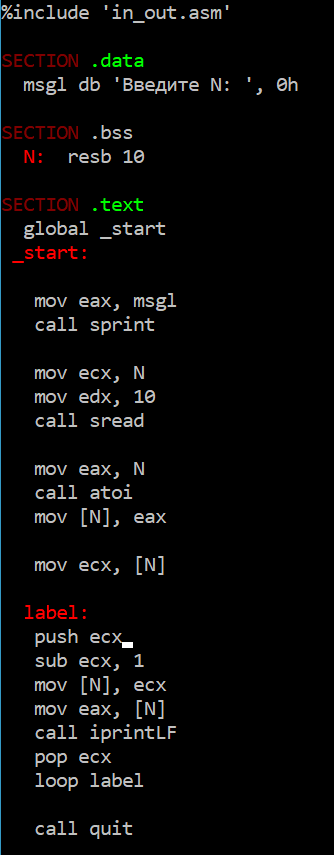 %include 'in_out.asm'
SECTION .data
msgl db 'Введите N: ', 0h
SECTION .bss
N: resb 10
SECTION .text
global _start
_start:
mov eax, msgl
call sprint
mov ecx, N
mov edx, 10
call sread
mov eax, N
call atoi
mov [N], eax
mov ecx, [N]
label:
push ecx
sub ecx, 1
mov [N], ecx
mov eax, [N]
call iprintLF
pop ecx
loop label
call quit